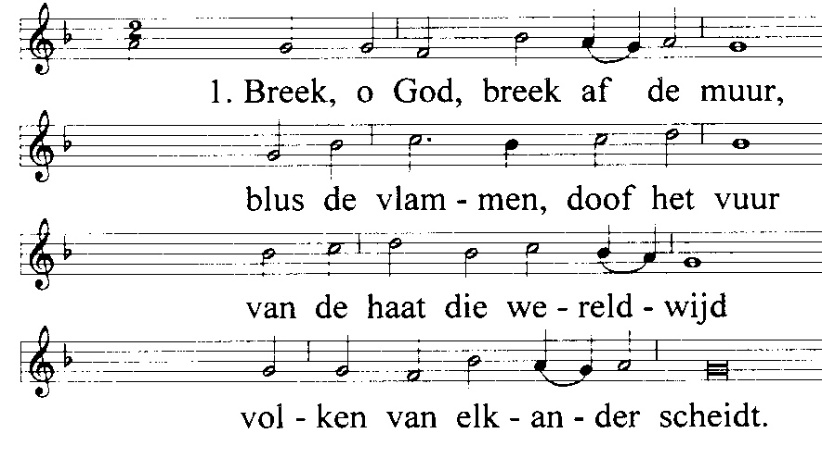 1. Breek, o God, breek af de muur,
blus de vlam - men, doof het vuur
van de haat die we - reld - wijd
vol - ken van elk - an - der scheidt.